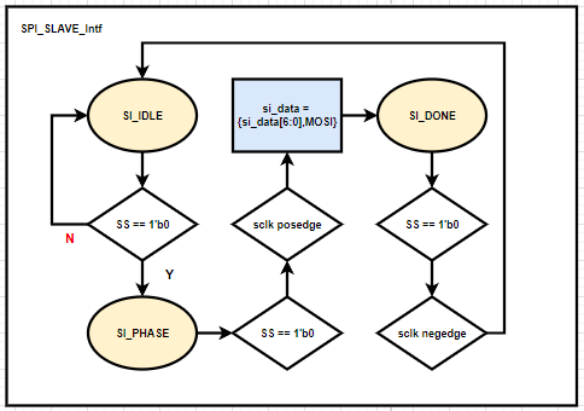 SPI_SLAVE_Intf
SI_IDLE
SS == 1'b0
N
Y
SI_PHASE
SS == 1'b0
sclk posedge
si_data =
{si_data[6:0],MOSI}
SI_DONE
SS == 1'b0
sclk negedge